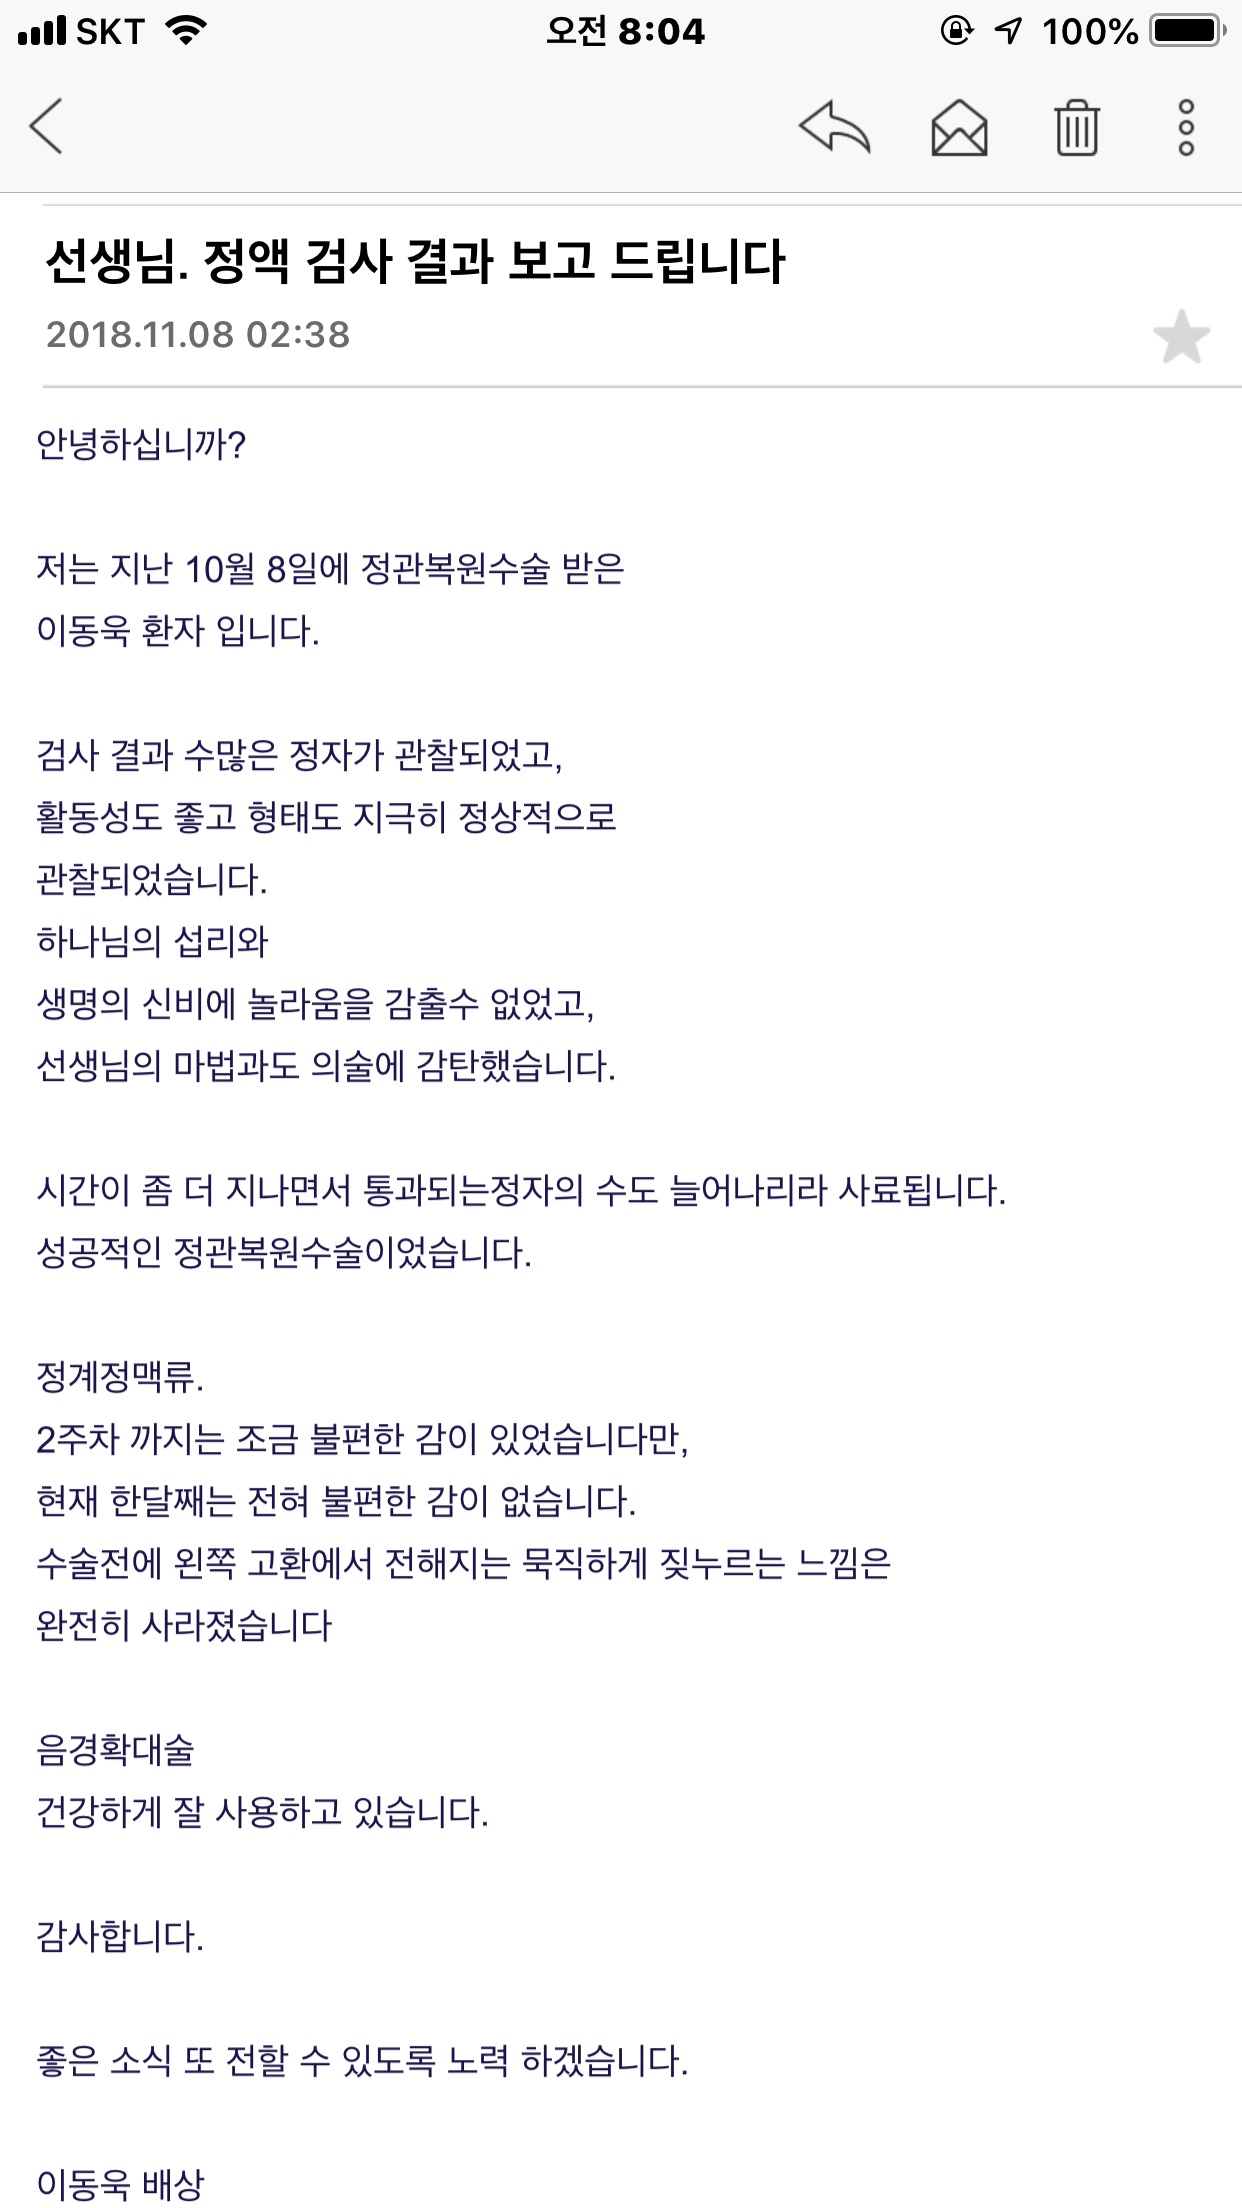 SKT 오전 8:04 100%
선생님. 정액 검사 결과 보고 드립니다
2018.11.08 02:38
안녕하십니까?
저는 지난 10월 8일에 정관복원수술 받은
이동욱 환자 입니다.
검사 결과 수많은 정자가 관찰되었고,
활동성도 좋고 형태도 지극히 정상적으로
관찰되었습니다.
하나님의 섭리와
생명의 신비에 놀라움을 감출수 없었고,
선생님의 마법과도 의술에 감탄했습니다.
시간이 좀 더 지나면서 통과되는정자의 수도 늘어나리라 사료됩니다.
성공적인 정관복원수술이었습니다.
정계정맥류.
2주차 까지는 조금 불편한 감이 있었습니다만,
현재 한달째는 전혀 불편한 감이 없습니다.
수술전에 왼쪽 고환에서 전해지는 묵직하게 짖누르는 느낌은
완전히 사라졌습니다
음경확대술
건강하게 잘 사용하고 있습니다.
감사합니다.
좋은 소식 또 전할 수 있도록 노력 하겠습니다.
이동욱 배상